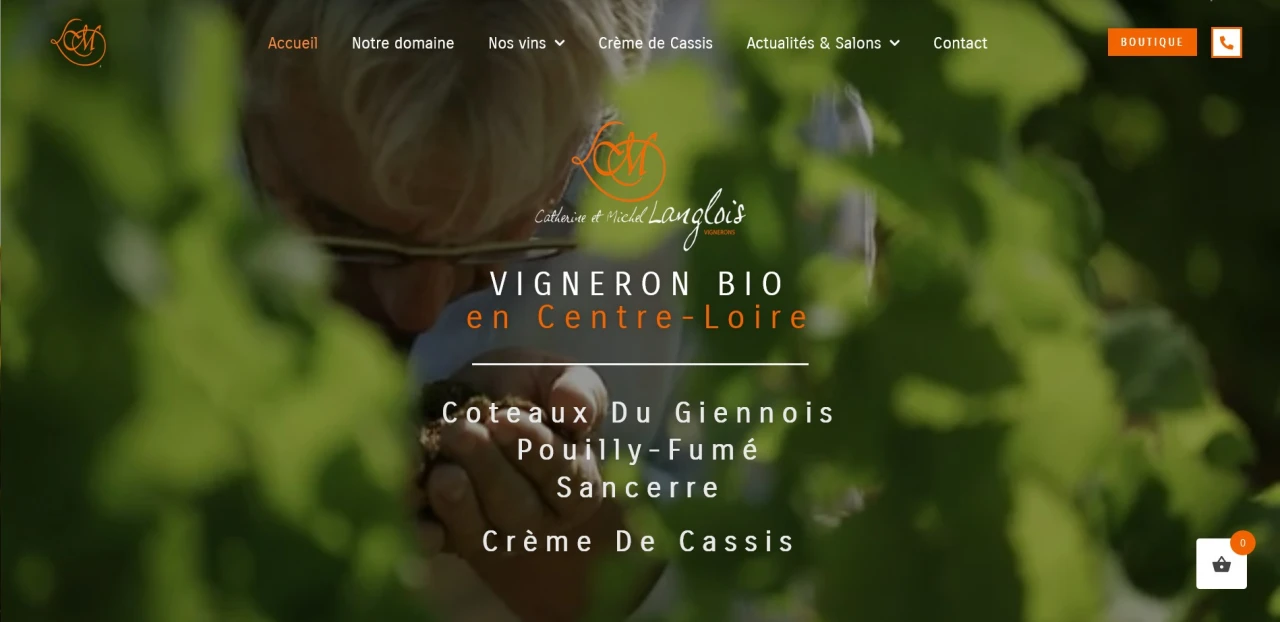 LM
Accueil
Notre domaine
Nos vins
Crème de Cassis
Actualités & Salons
Contact
BOUTIQUE
LM
Catherine et Michel Langlois
VIGNERONS
VIGNERON BIO
en Centre-Loire
Coteaux Du Giennois
Pouilly-Fumé
Sancerre
Crème De Cassis
0